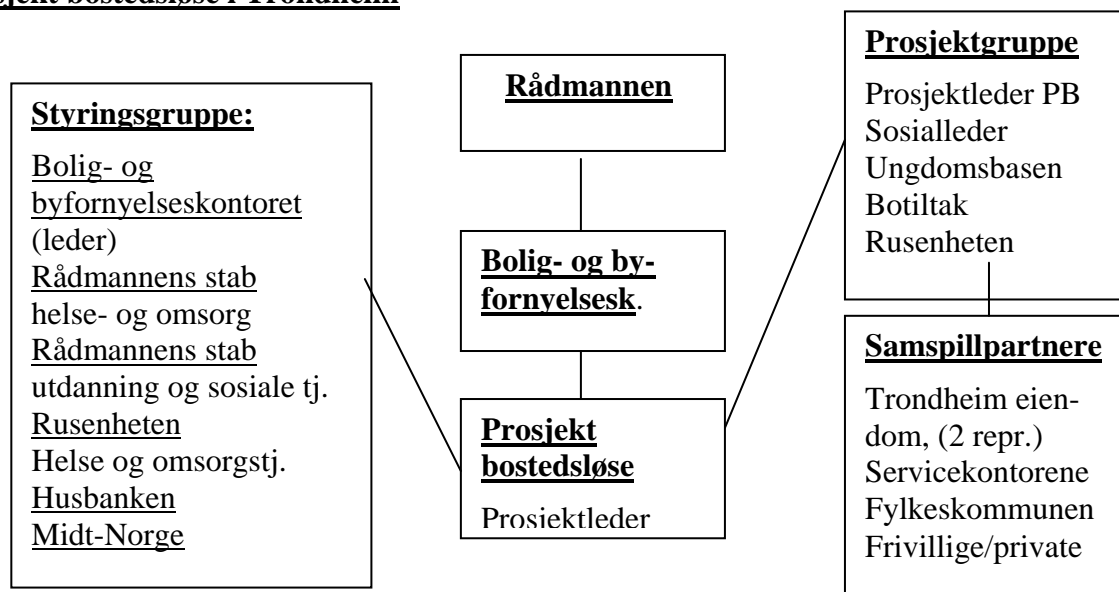 bostedsløse i Trondheim
Styringsgruppe:
Bolig- og
byfornyelseskontoret
(leder)
Rådmannens stab
helse- og omsorg
Rådmannens stab
utdanning og sosiale tj.
Rusenheten
Helse og omsorgstj.
Husbanken
Midt-Norge
Rådmannen
Bolig- og by-
fornyelsesk.
Prosjekt
bostedsløse
Prosjektleder
Prosjektgruppe
Prosjektleder PB
Sosialleder
Ungdomsbasen
Botiltak
Rusenheten
Samspillpartnere
Trondheim eien-
dom, (2 repr.)
Servicekontorene
Fylkeskommunen
Frivillige/private